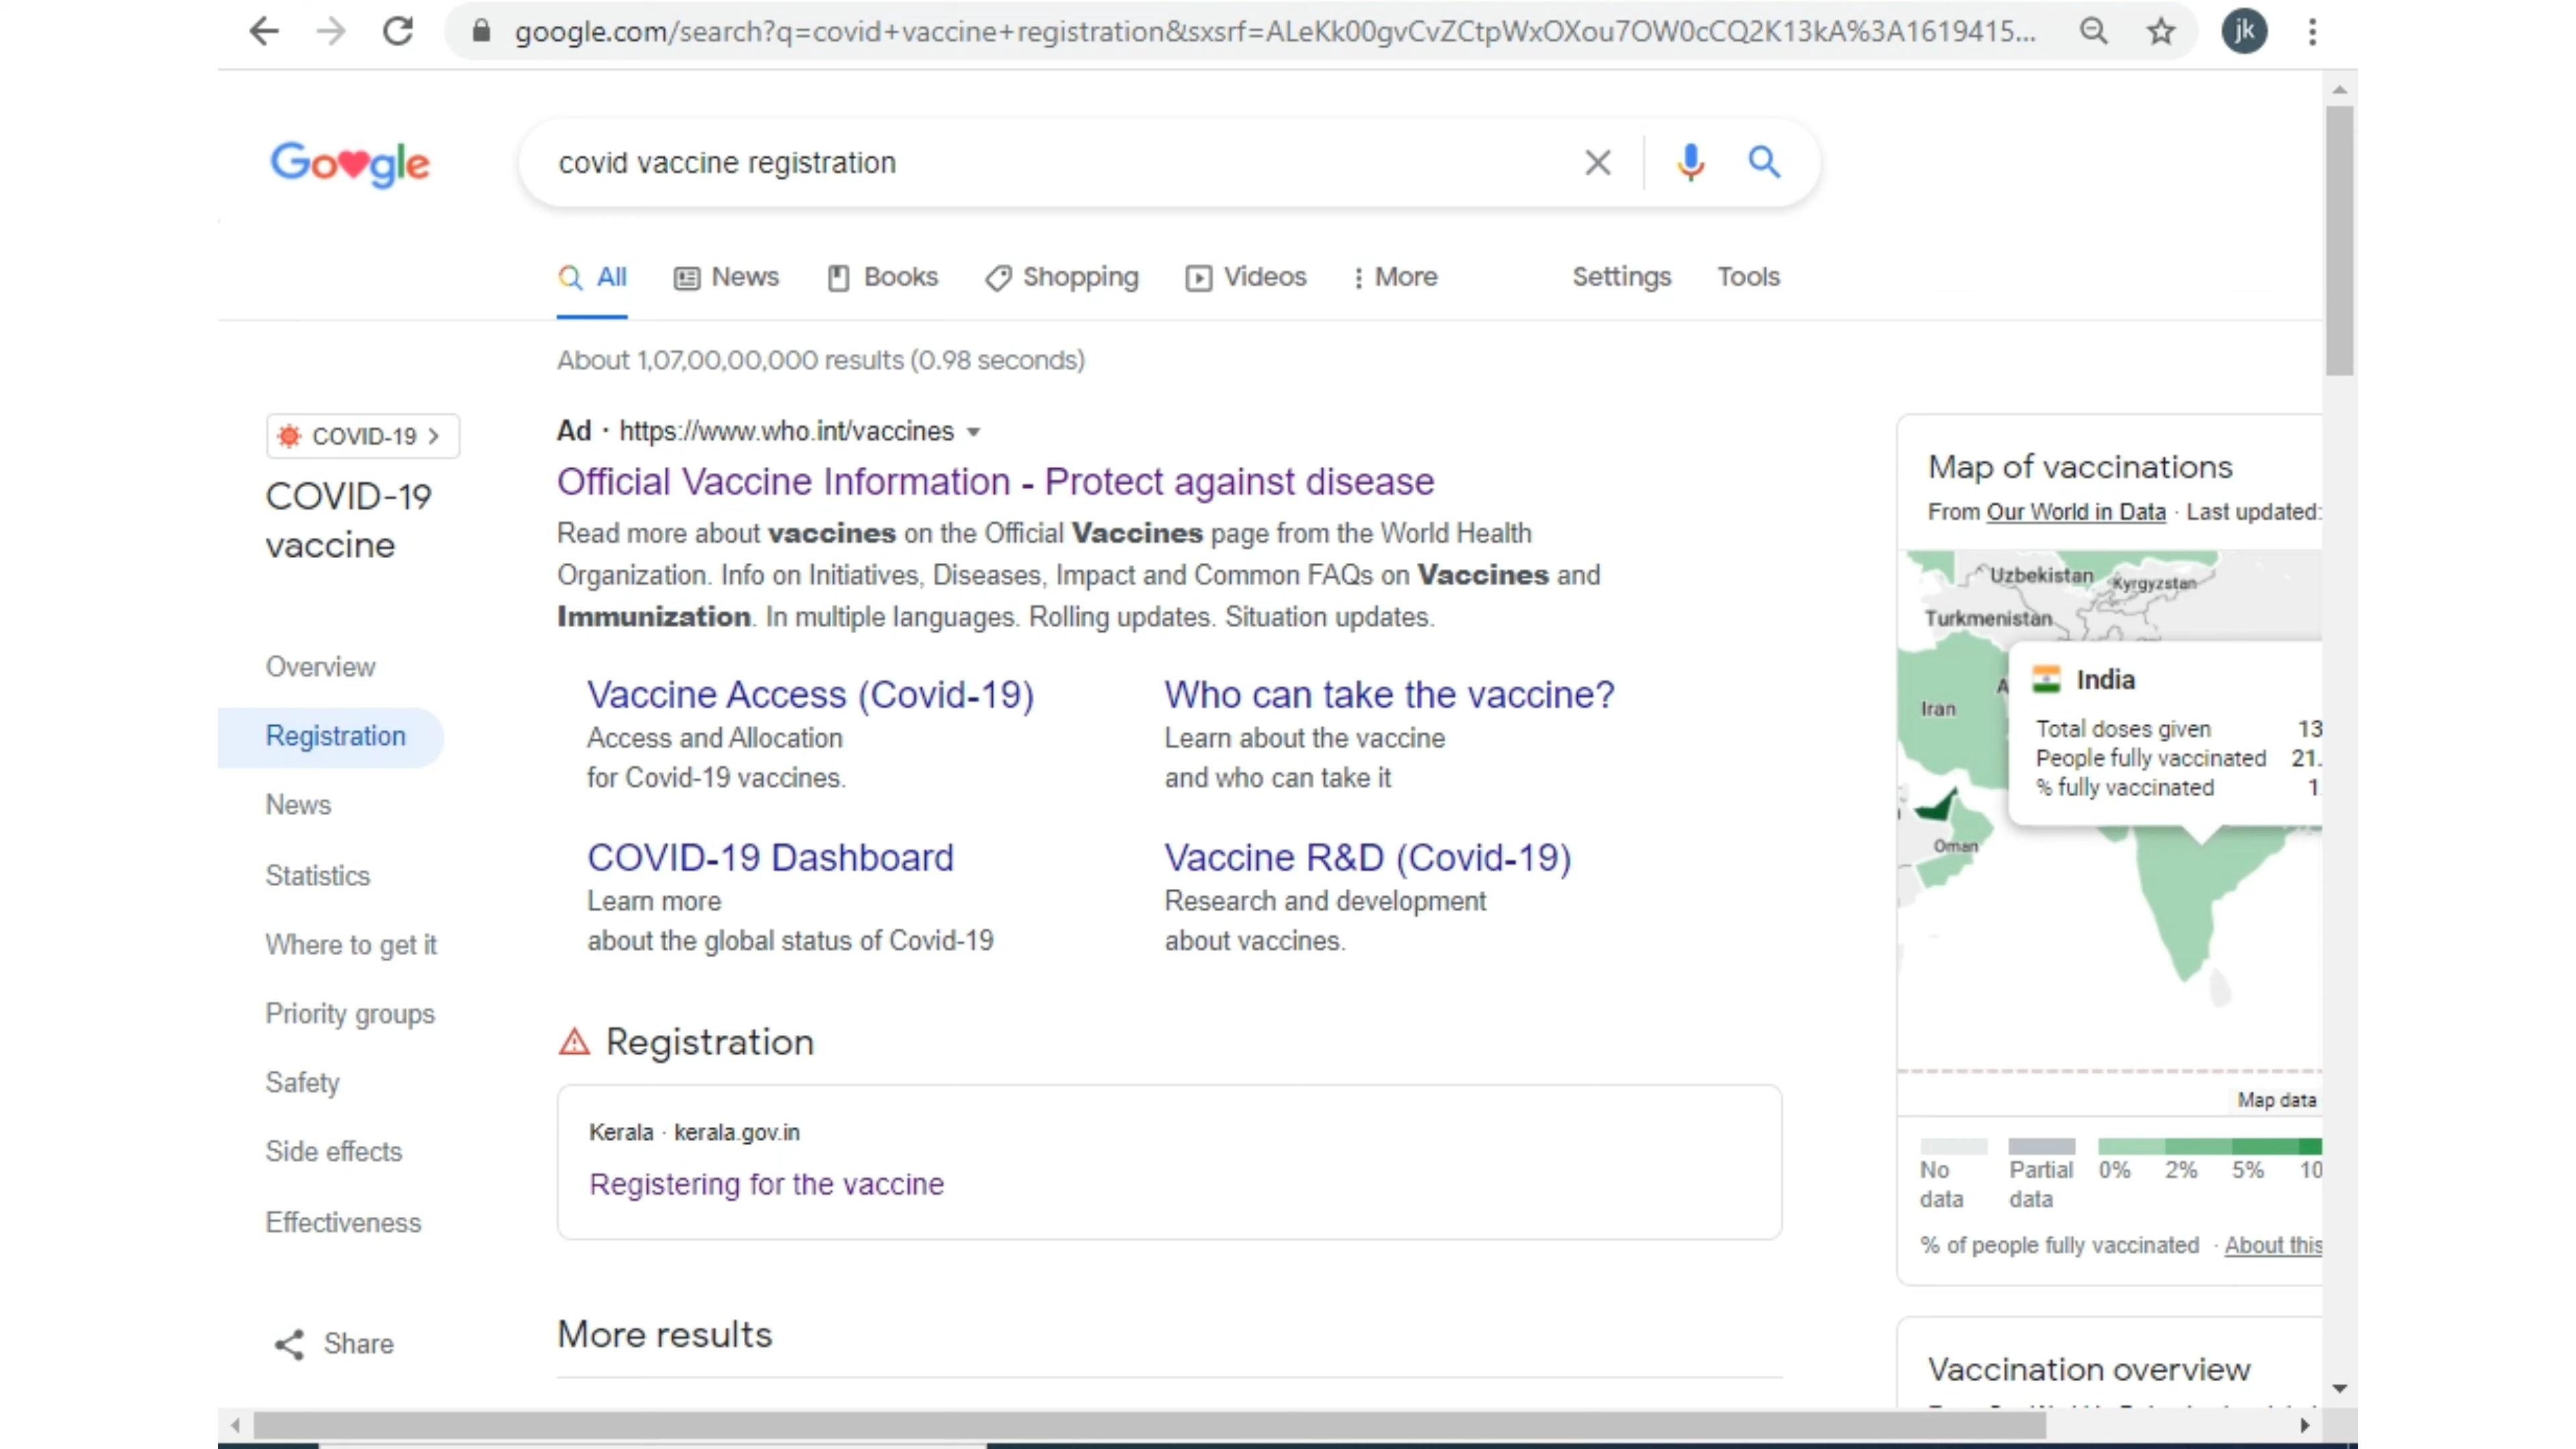 google.com/search?q=covid+vaccine+registration&sxsrf=ALeKk00gvCvZCtpWxOXou7OW0cCQ2K13kA%3A1619415...
jk
Google
covid vaccine registration
All News Books Shopping Videos More Settings Tools
About 1,07,00,00,000 results (0.98 seconds)
COVID-19
COVID-19
vaccine
Overview
Registration
News
Statistics
Where to get it
Priority groups
Safety
Side effects
Effectiveness
Share
Ad · https://www.who.int/vaccines
Official Vaccine Information - Protect against disease
Read more about vaccines on the Official Vaccines page from the World Health
Organization. Info on Initiatives, Diseases, Impact and Common FAQs on Vaccines and
Immunization. In multiple languages. Rolling updates. Situation updates.
Vaccine Access (Covid-19)
Access and Allocation
for Covid-19 vaccines.
Who can take the vaccine?
Learn about the vaccine
and who can take it
COVID-19 Dashboard
Learn more
about the global status of Covid-19
Vaccine R&D (Covid-19)
Research and development
about vaccines.
Registration
Kerala · kerala.gov.in
Registering for the vaccine
More results
Map of vaccinations
From Our World in Data · Last updated:
Uzbekistan
Kyrgyzstan
Turkmenistan
Iran
A
India
Total doses given 13
People fully vaccinated 21.
% fully vaccinated 1
Oman
Map data
No data
Partial data
0% 2% 5% 10
% of people fully vaccinated · About this
Vaccination overview